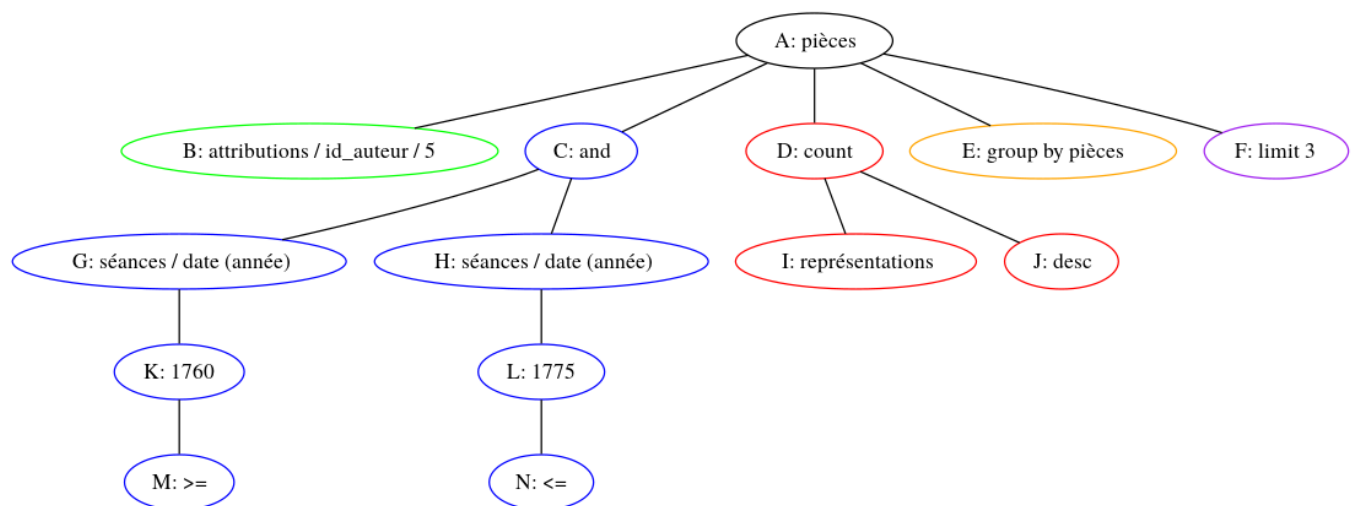 A: pièces
B: attributions / id_auteur / 5
C: and
D: count
E: group by pièces
F: limit 3
G: séances / date (année)
H: séances / date (année)
I: représentations
J: desc
K: 1760
L: 1775
M: >=
N: <=